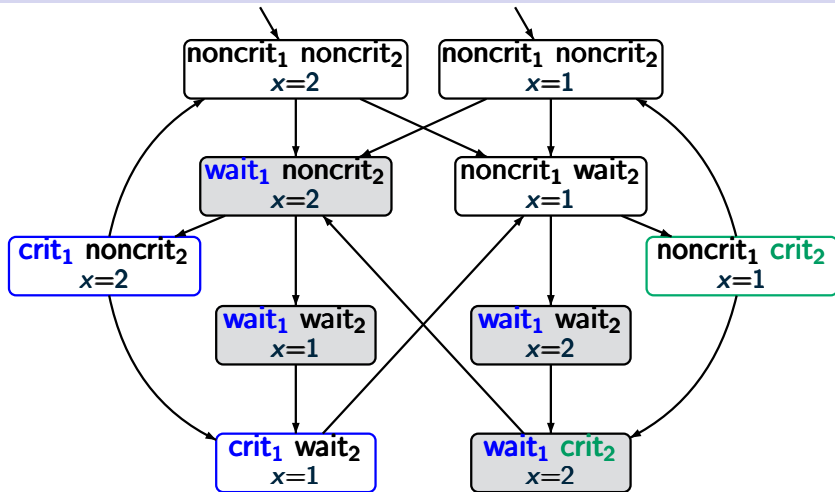 noncrit₁ noncrit₂
x=2
noncrit₁ noncrit₂
x=1
wait₁ noncrit₂
x=2
noncrit₁ wait₂
x=1
crit₁ noncrit₂
x=2
noncrit₁ crit₂
x=1
wait₁ wait₂
x=1
wait₁ wait₂
x=2
crit₁ wait₂
x=1
wait₁ crit₂
x=2